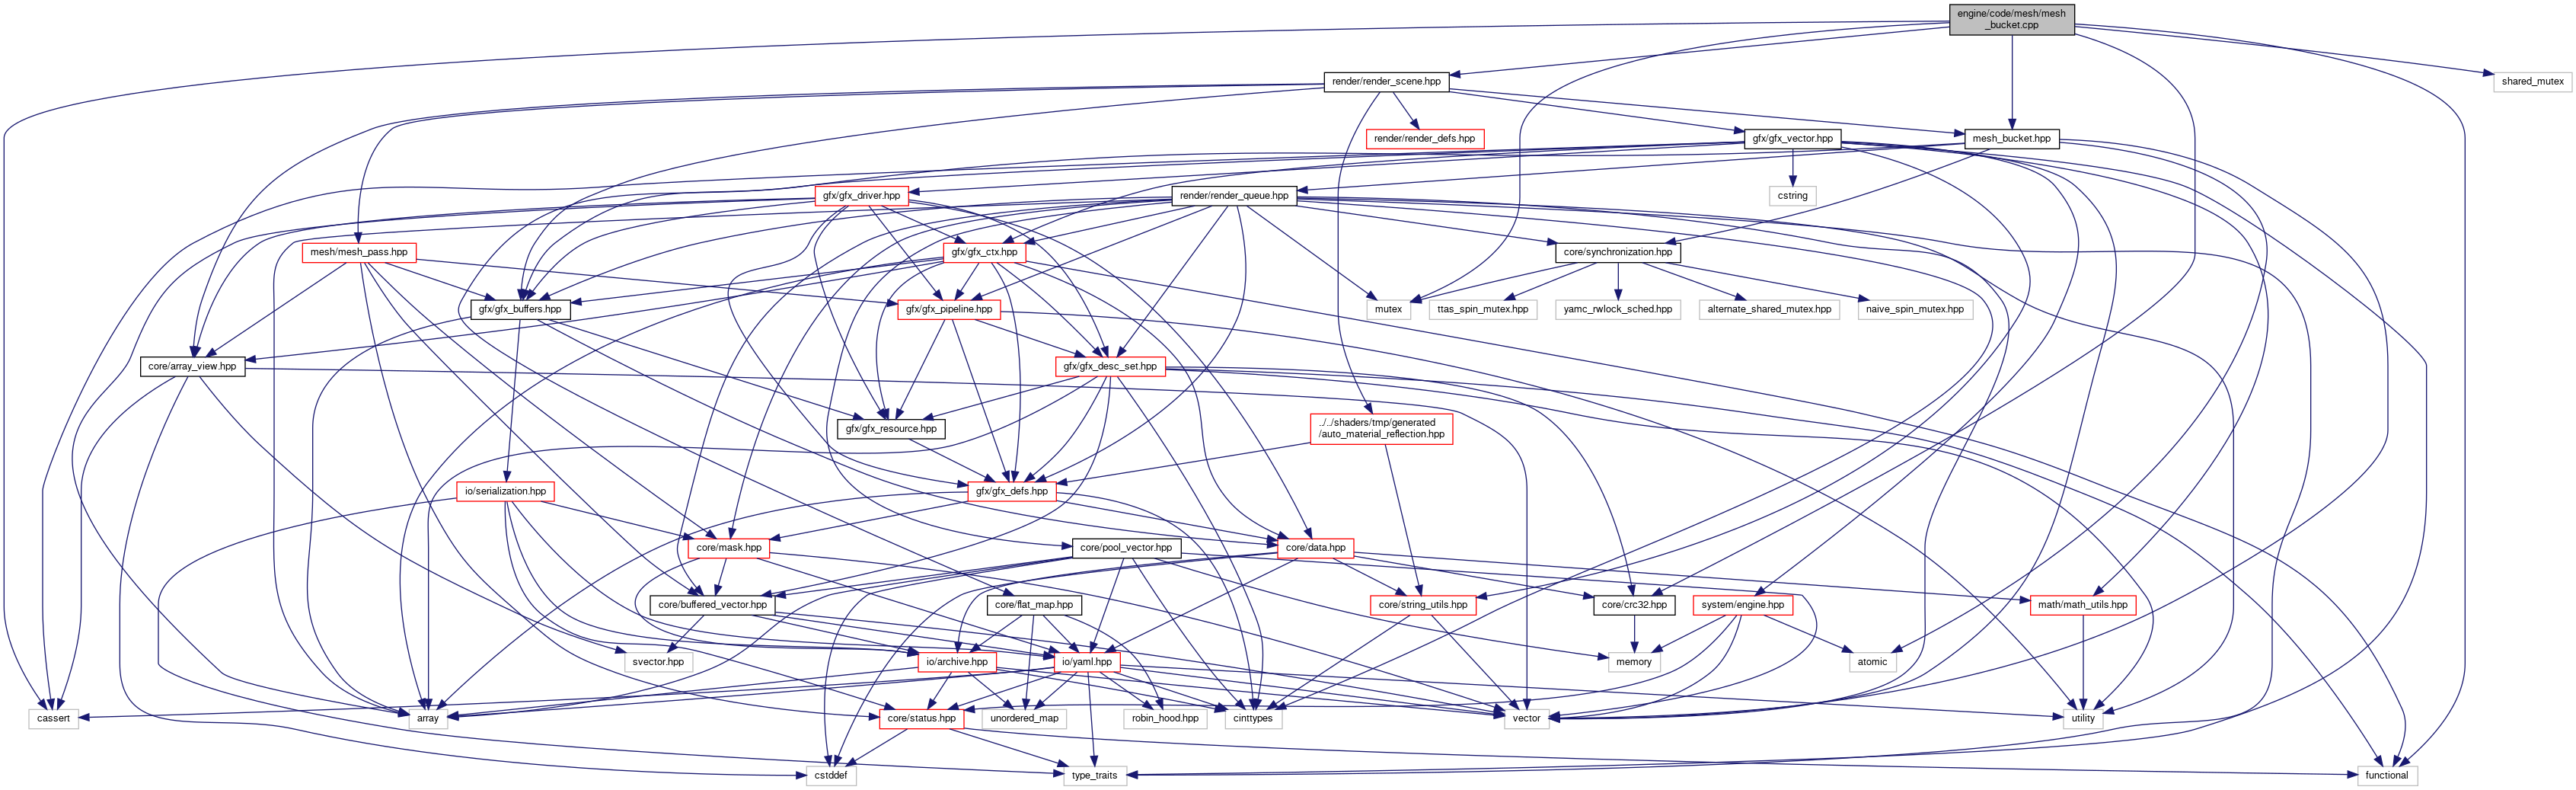 engine/code/mesh/mesh
_bucket.cpp
render/render_scene.hpp
shared_mutex
render/render_defs.hpp
gfx/gfx_vector.hpp
mesh_bucket.hpp
gfx/gfx_driver.hpp
render/render_queue.hpp
cstring
mesh/mesh_pass.hpp
gfx/gfx_ctx.hpp
core/synchronization.hpp
gfx/gfx_buffers.hpp
gfx/gfx_pipeline.hpp
mutex
ttas_spin_mutex.hpp
yamc_rwlock_sched.hpp
alternate_shared_mutex.hpp
naive_spin_mutex.hpp
core/array_view.hpp
gfx/gfx_desc_set.hpp
gfx/gfx_resource.hpp
../../shaders/tmp/generated
/auto_material_reflection.hpp
io/serialization.hpp
gfx/gfx_defs.hpp
core/mask.hpp
core/pool_vector.hpp
core/data.hpp
core/buffered_vector.hpp
core/flat_map.hpp
core/string_utils.hpp
core/crc32.hpp
system/engine.hpp
math/math_utils.hpp
svector.hpp
io/archive.hpp
io/yaml.hpp
memory
atomic
cassert
array
core/status.hpp
unordered_map
robin_hood.hpp
cinttypes
vector
utility
cstddef
type_traits
functional